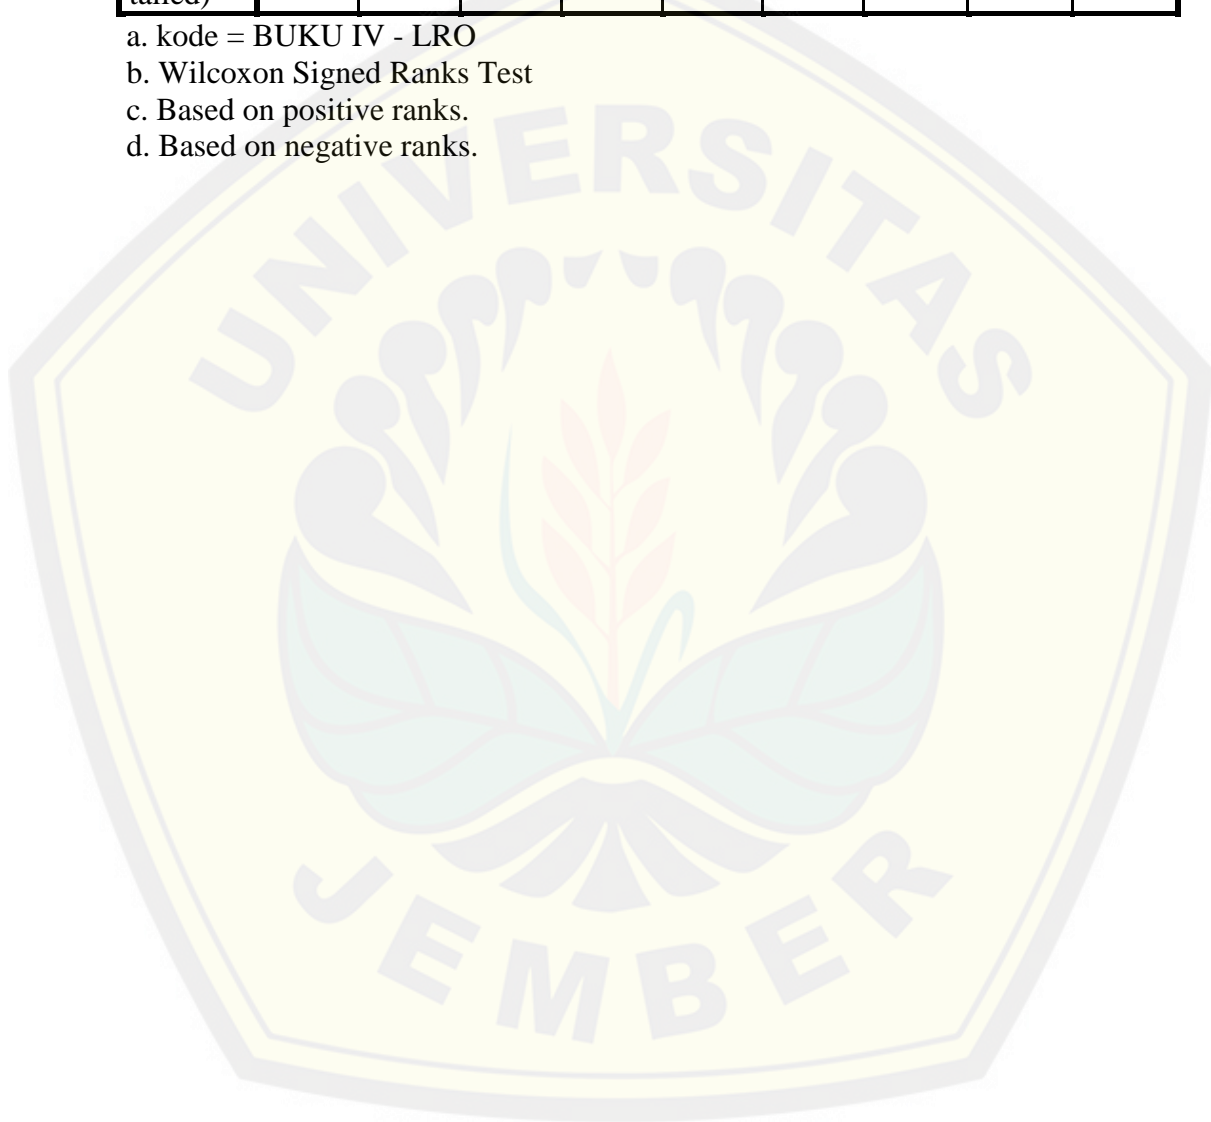 tailed)
a. kode = BUKU IV - LRO
b. Wilcoxon Signed Ranks Test
c. Based on positive ranks.
d. Based on negative ranks.
UNIVERSITAS
JEMBER